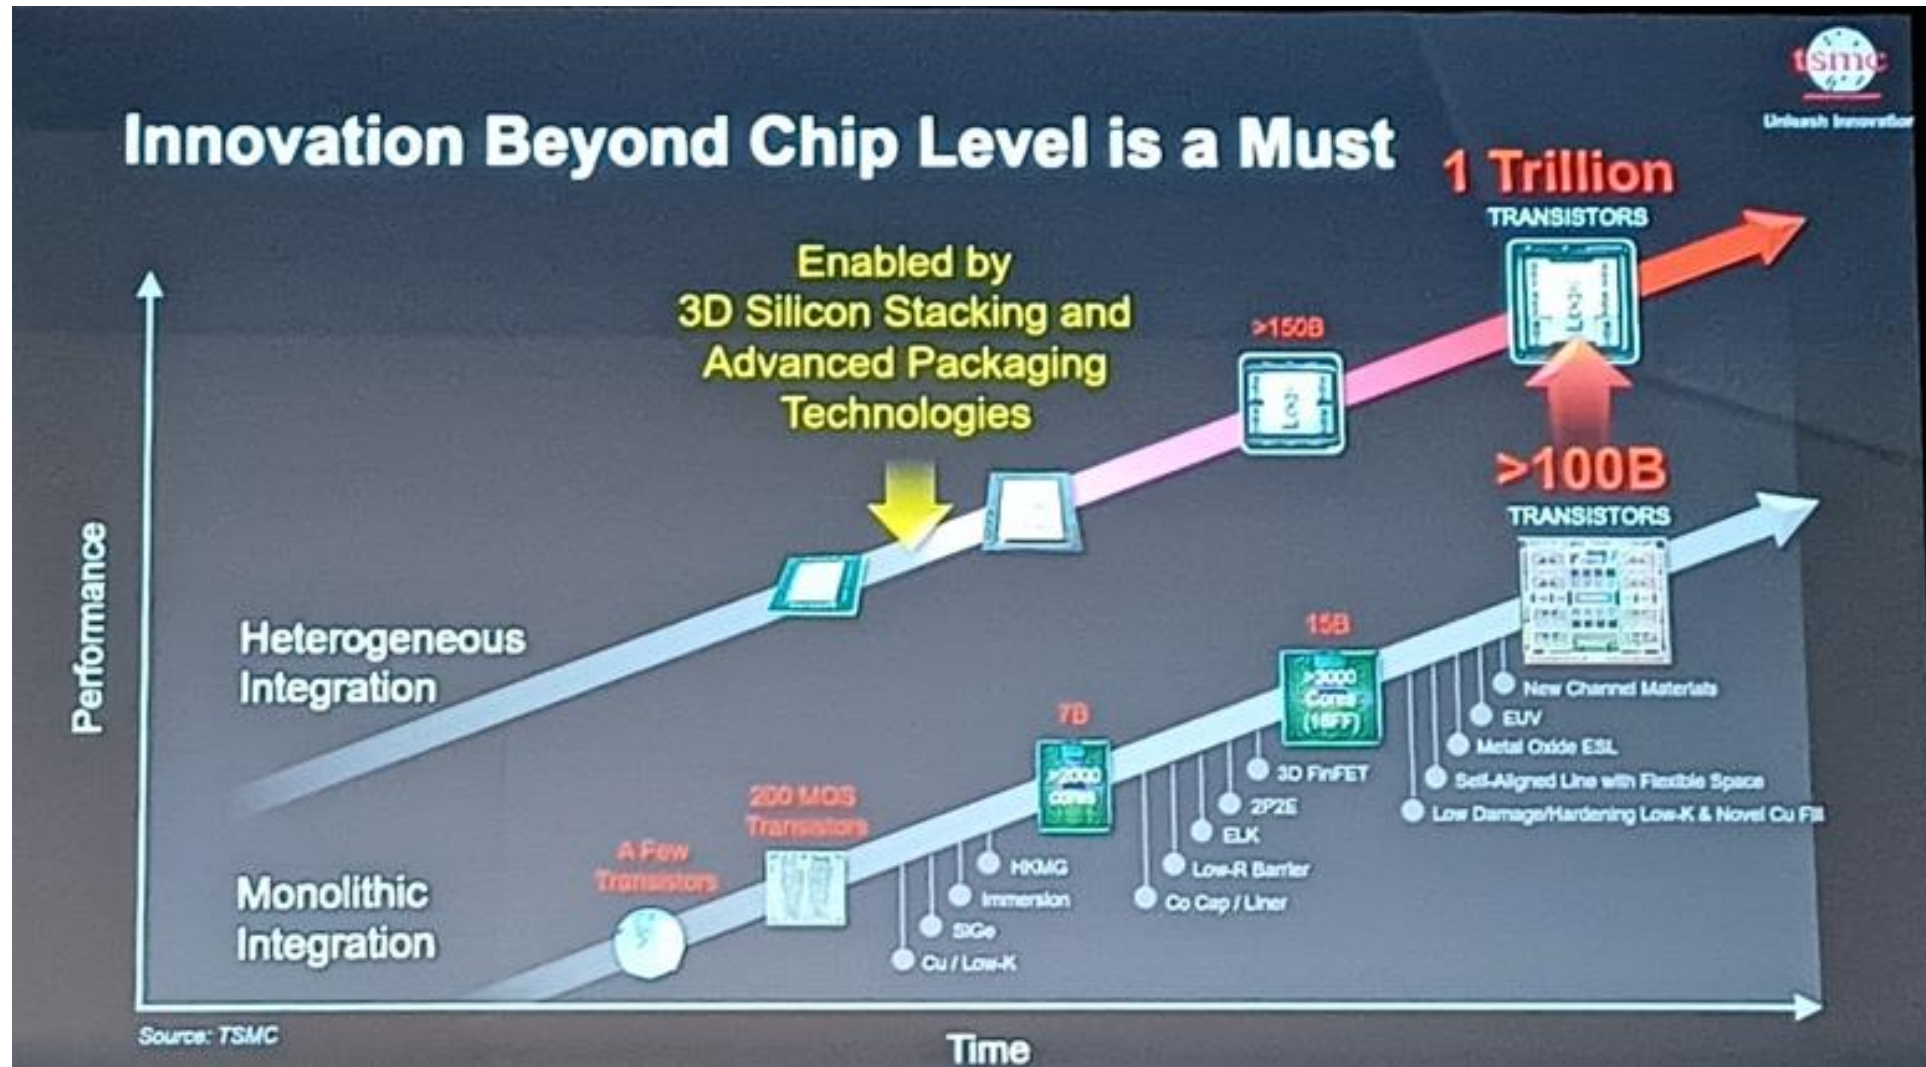 tsmc
Unleash Innovation
Innovation Beyond Chip Level is a Must
1 Trillion
TRANSISTORS
Enabled by
3D Silicon Stacking and
Advanced Packaging
Technologies
>150B
>100B
TRANSISTORS
Performance
Heterogeneous
Integration
15B
>3000
Cores
(16FF)
7B
>2000
cores
200 MOS
Transistors
A Few
Transistors
Monolithic
Integration
New Channel Materials
EUV
Metal Oxide ESL
Self-Aligned Line with Flexible Space
Low Damage/Hardening Low-K & Novel Cu Fill
3D FinFET
2P2E
ELK
Low-R Barrier
Co Cap / Liner
HKMG
Immersion
SiGe
Cu / Low-K
Source: TSMC
Time